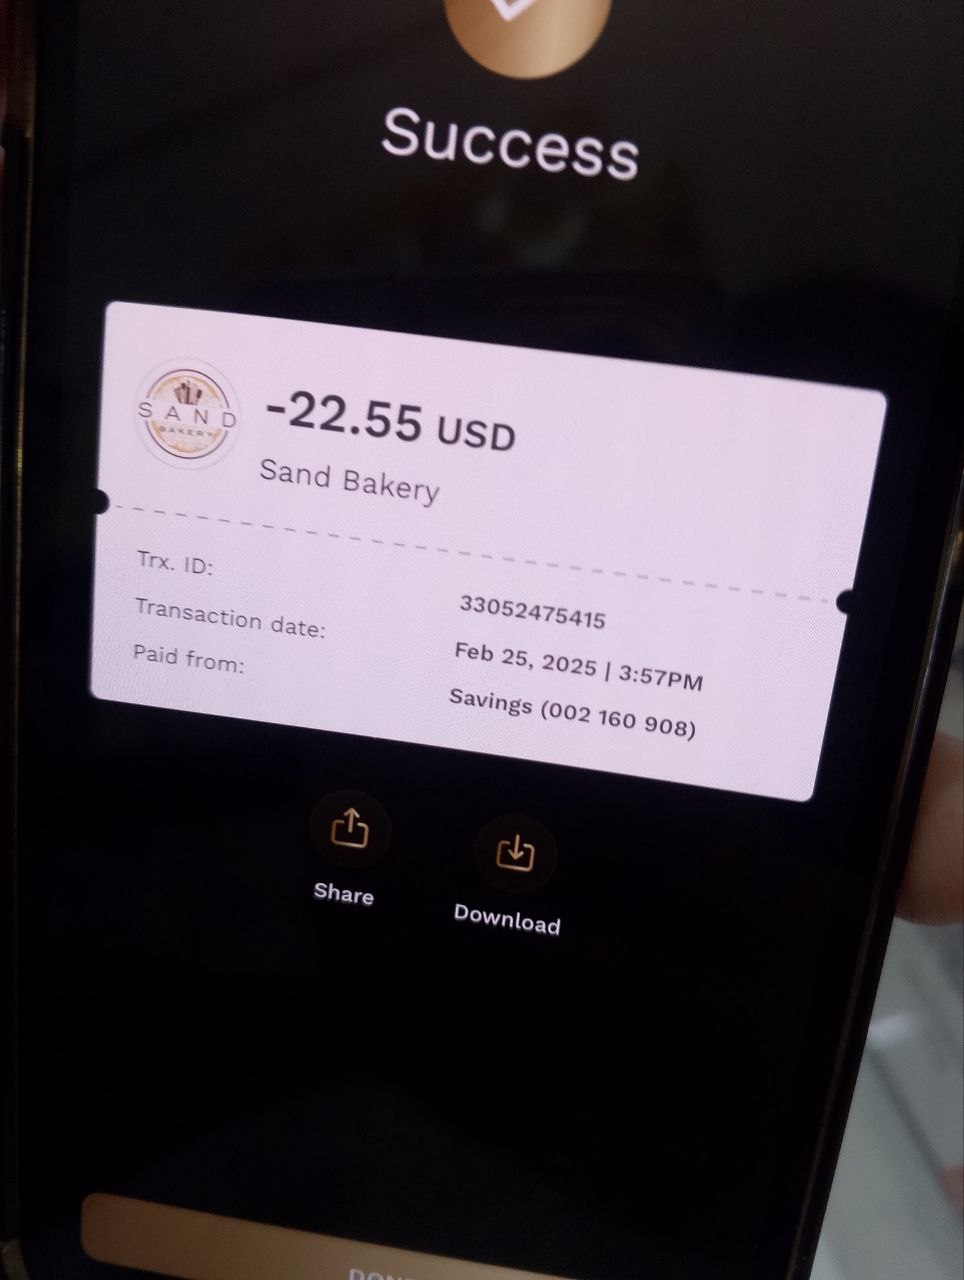 Success
SAND
BAKERY
-22.55 USD
Sand Bakery
Trx. ID: 33052475415
Transaction date: Feb 25, 2025 | 3:57PM
Paid from: Savings (002 160 908)
Share
Download